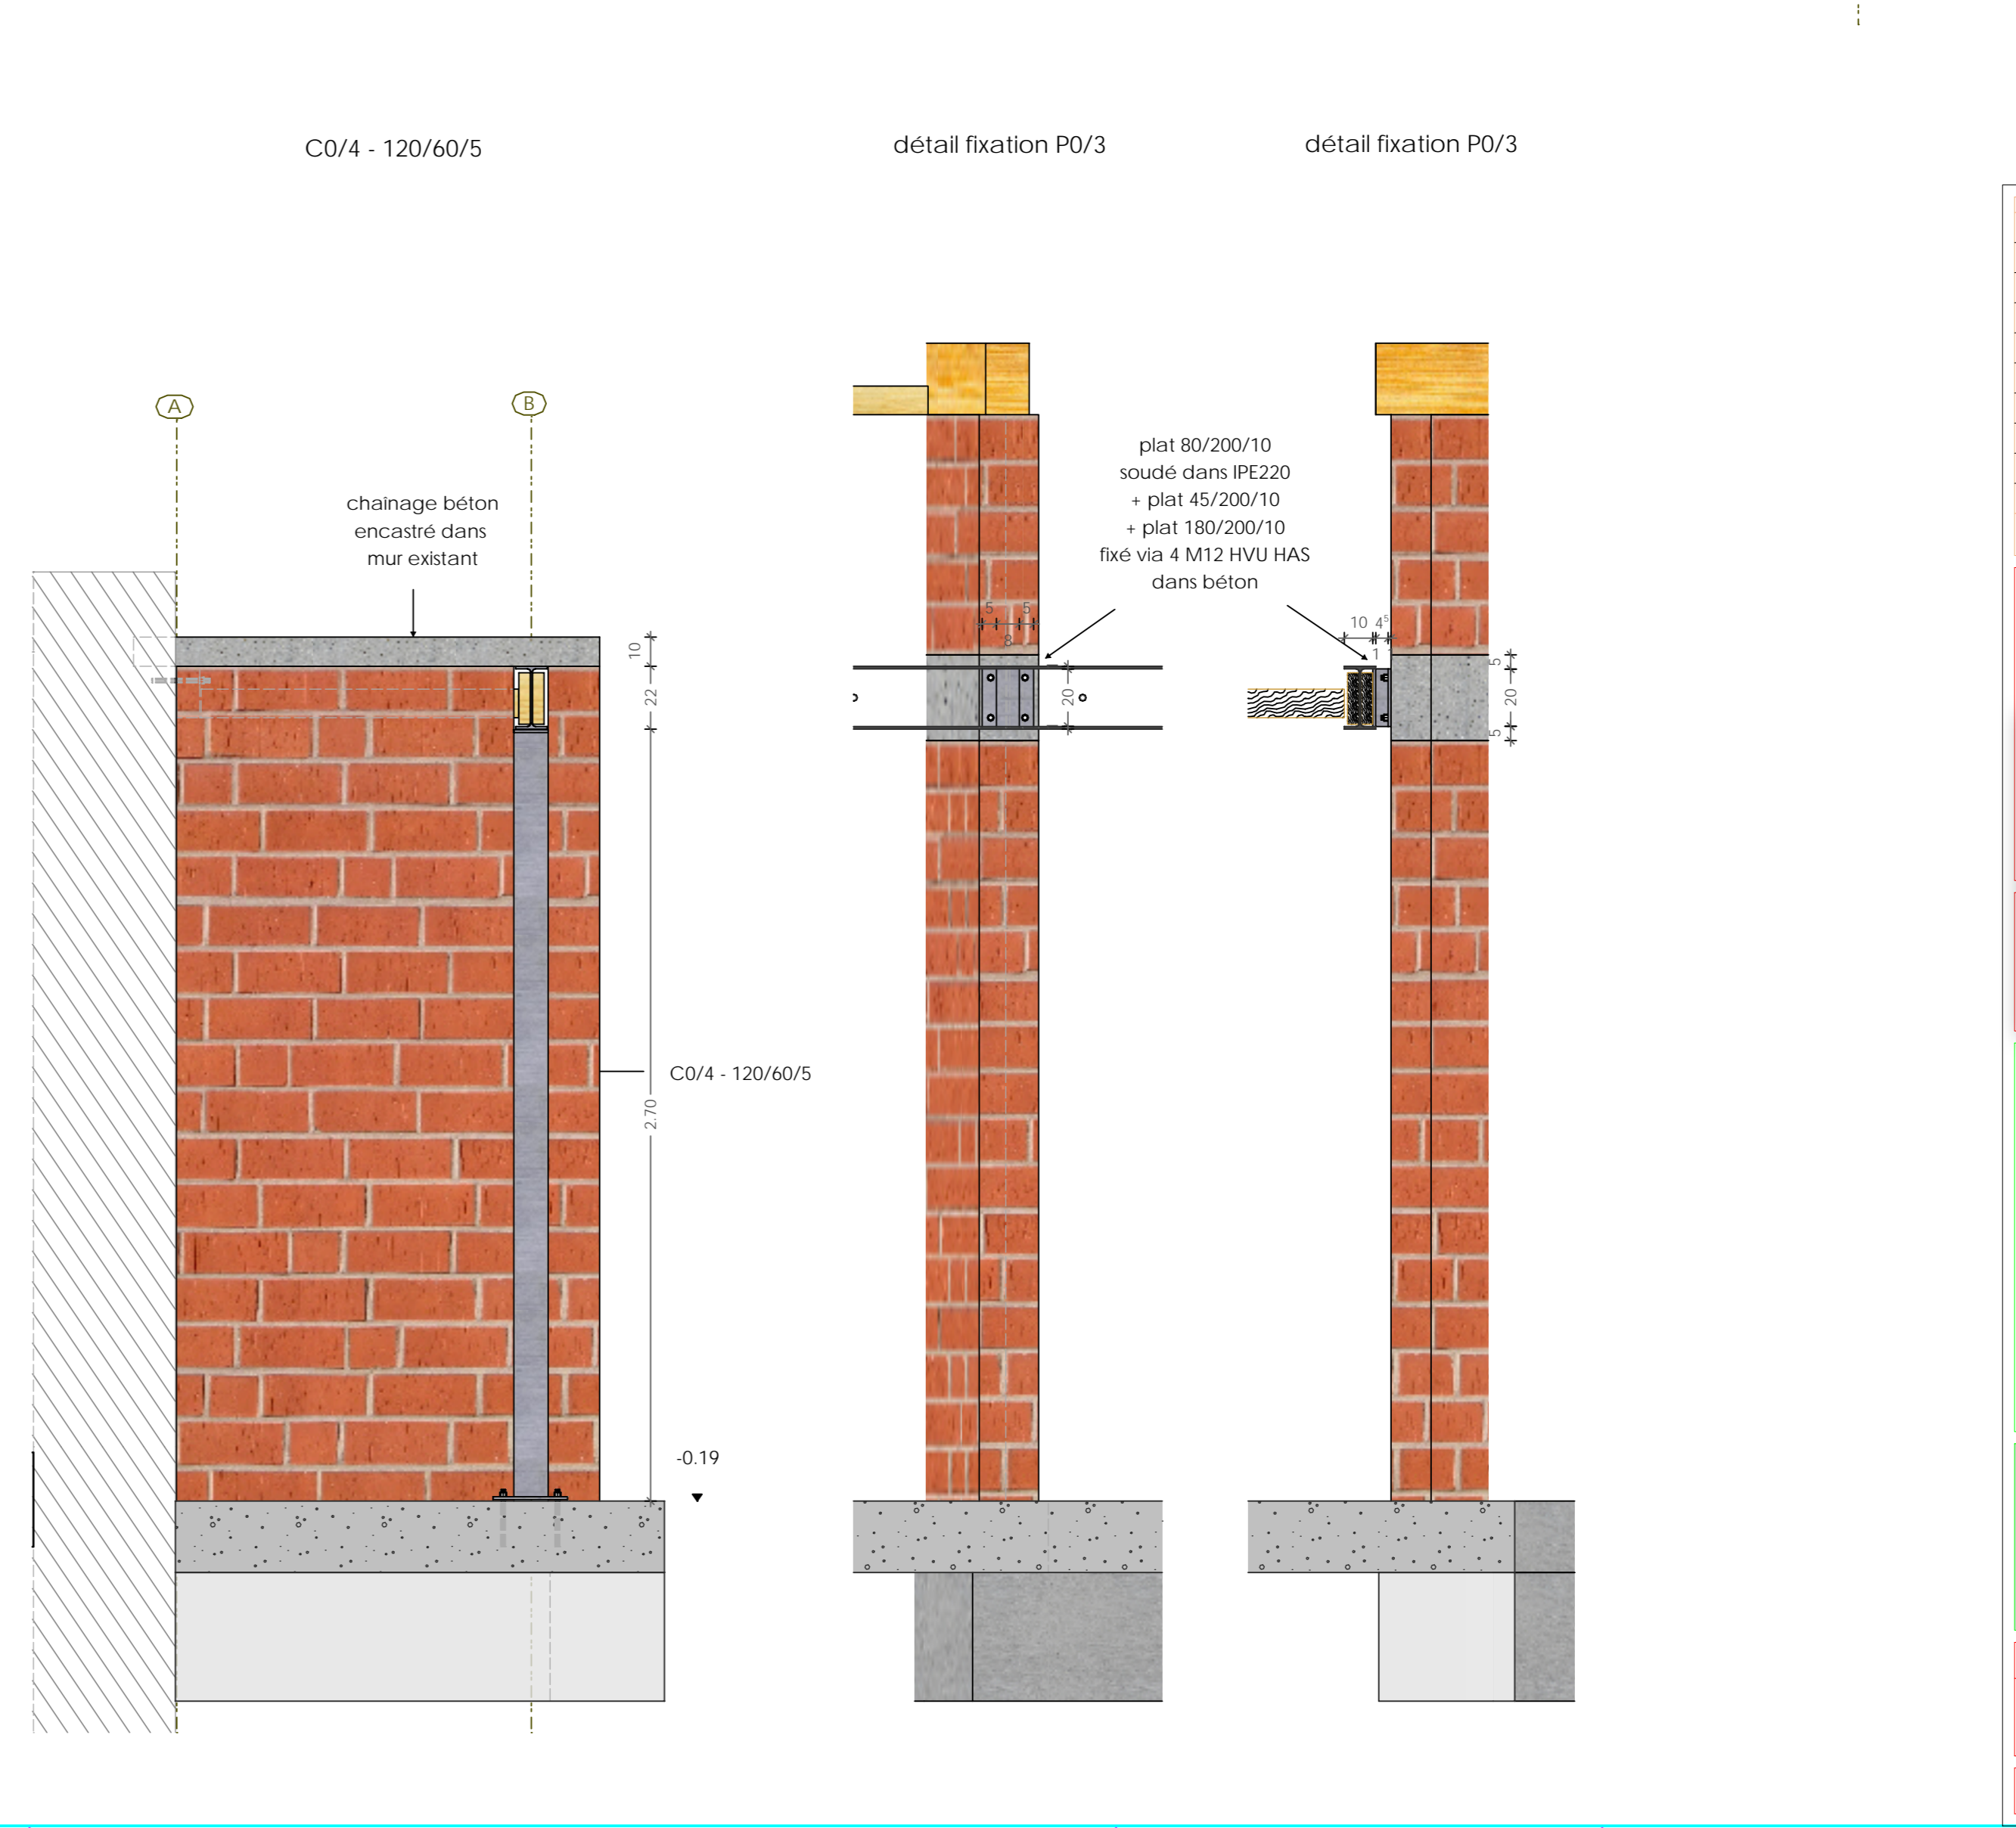 C0/4 - 120/60/5
détail fixation P0/3
détail fixation P0/3
A
B
chaînage béton
encastré dans
mur existant
plat 80/200/10
soudé dans IPE220
+ plat 45/200/10
+ plat 180/200/10
fixé via 4 M12 HVU HAS
dans béton
10
22
2.70
C0/4 - 120/60/5
-0.19
5
5
8
20
10
4⁵
1
5
20
5